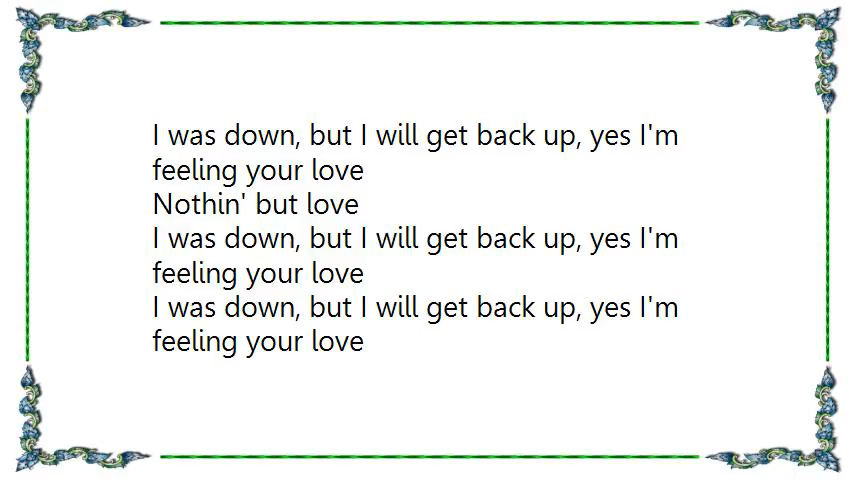 I was down, but I will get back up, yes I'm
feeling your love
Nothin' but love
I was down, but I will get back up, yes I'm
feeling your love
I was down, but I will get back up, yes I'm
feeling your love